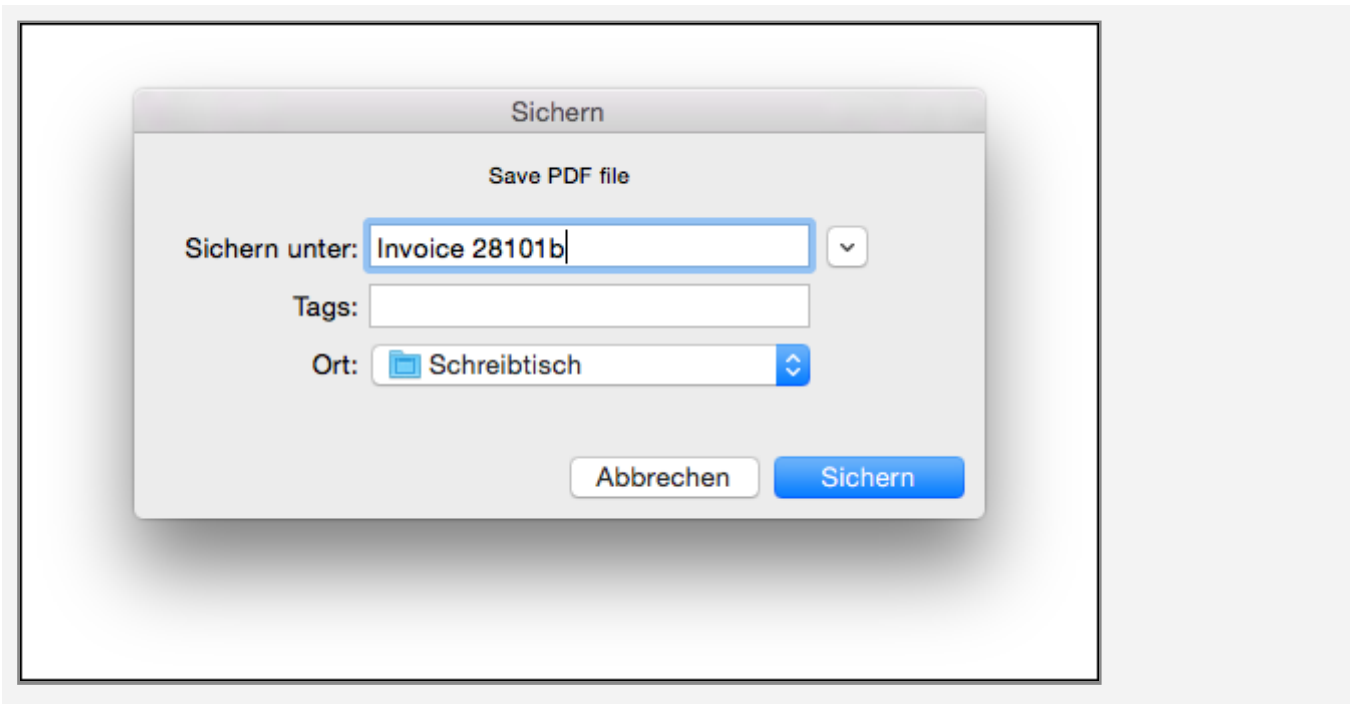 Sichern
Save PDF file
Sichern unter: Invoice 28101b
Tags:
Ort: Schreibtisch
Abbrechen Sichern